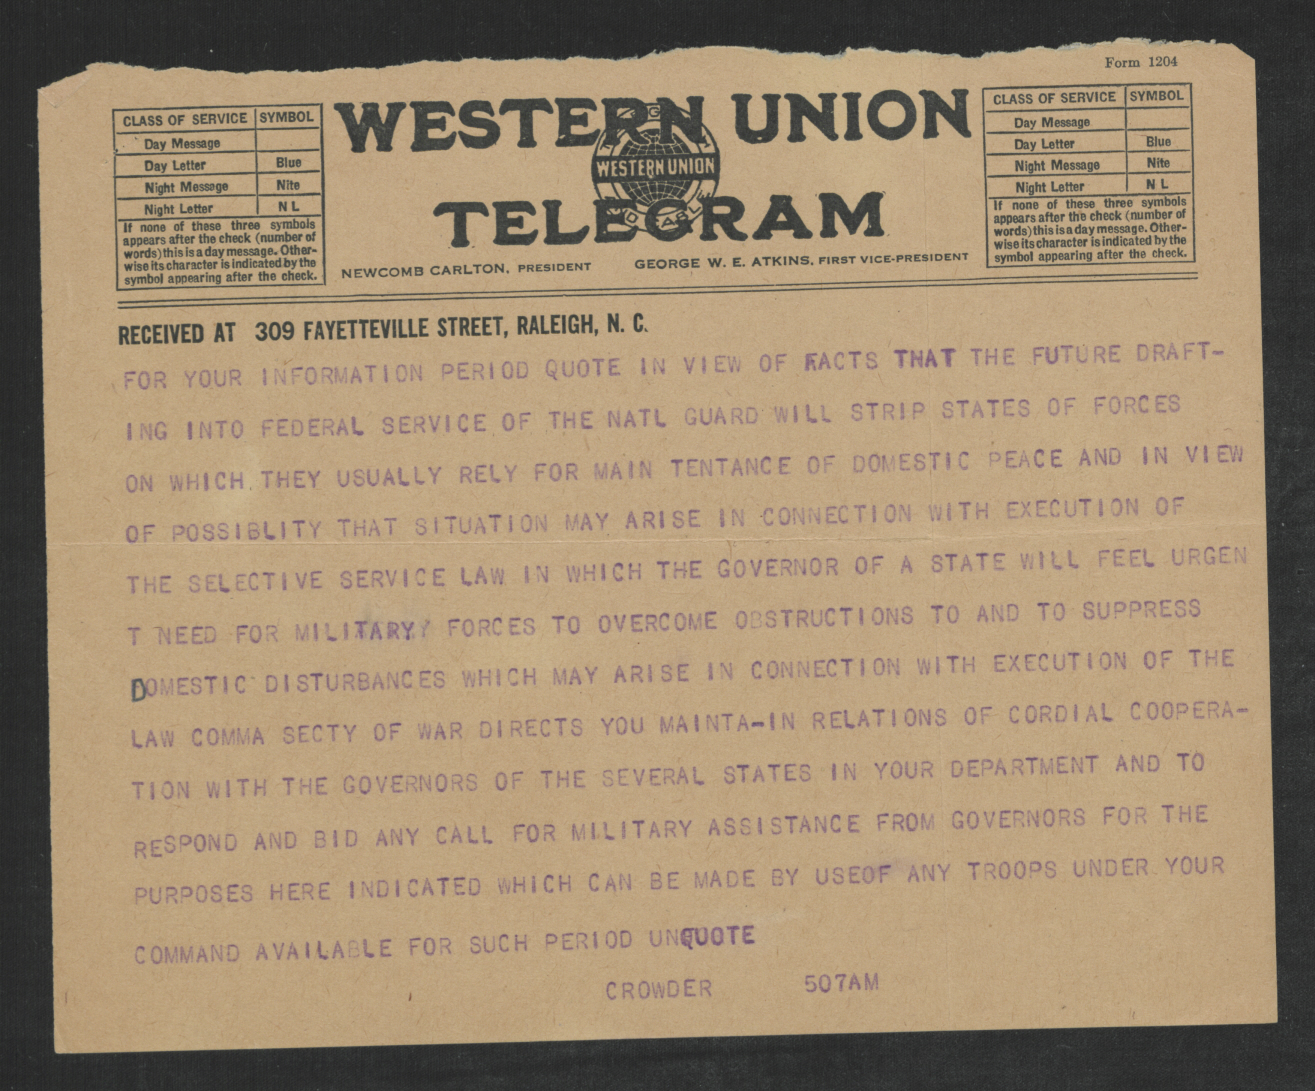 Form 1204
CLASS OF SERVICE SYMBOL
Day Message
Day Letter Blue
Night Message Nite
Night Letter N L
If none of these three symbols
appears after the check (number of
words) this is a day message. Other-
wise its character is indicated by the
symbol appearing after the check.
WESTERN UNION
WESTERN UNION
TELEGRAM
NEWCOMB CARLTON, PRESIDENT GEORGE W. E. ATKINS, FIRST VICE-PRESIDENT
CLASS OF SERVICE SYMBOL
Day Message
Day Letter Blue
Night Message Nite
Night Letter N L
If none of these three symbols
appears after the check (number of
words) this is a day message. Other-
wise its character is indicated by the
symbol appearing after the check.
RECEIVED AT 309 FAYETTEVILLE STREET, RALEIGH, N. C.
FOR YOUR INFORMATION PERIOD QUOTE IN VIEW OF FACTS THAT THE FUTURE DRAFT-
ING INTO FEDERAL SERVICE OF THE NATL GUARD WILL STRIP STATES OF FORCES
ON WHICH THEY USUALLY RELY FOR MAIN TENTANCE OF DOMESTIC PEACE AND IN VIEW
OF POSSIBLITY THAT SITUATION MAY ARISE IN CONNECTION WITH EXECUTION OF
THE SELECTIVE SERVICE LAW IN WHICH THE GOVERNOR OF A STATE WILL FEEL URGEN
T NEED FOR MILITARY FORCES TO OVERCOME OBSTRUCTIONS TO AND TO SUPPRESS
DOMESTIC DISTURBANCES WHICH MAY ARISE IN CONNECTION WITH EXECUTION OF THE
LAW COMMA SECTY OF WAR DIRECTS YOU MAINTA-IN RELATIONS OF CORDIAL COOPERA-
TION WITH THE GOVERNORS OF THE SEVERAL STATES IN YOUR DEPARTMENT AND TO
RESPOND AND BID ANY CALL FOR MILITARY ASSISTANCE FROM GOVERNORS FOR THE
PURPOSES HERE INDICATED WHICH CAN BE MADE BY USEOF ANY TROOPS UNDER YOUR
COMMAND AVAILABLE FOR SUCH PERIOD UNQUOTE
CROWDER 507AM